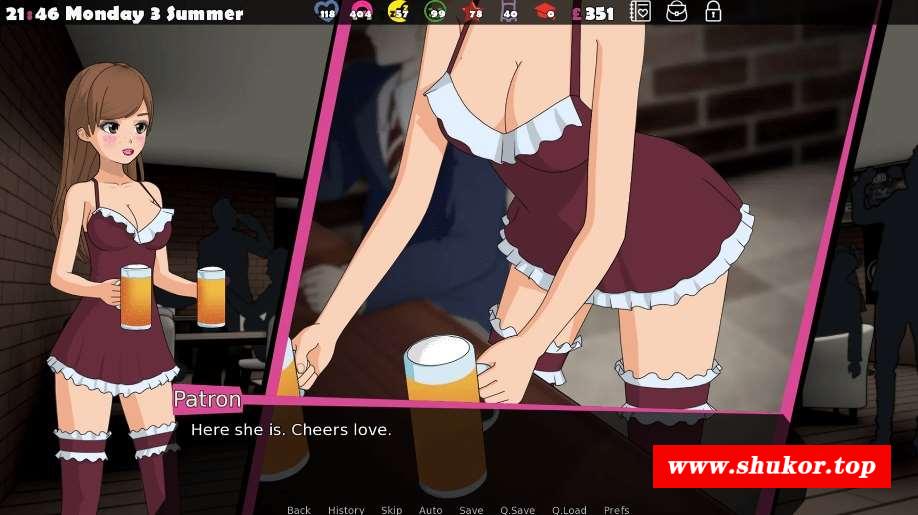 21:46 Monday 3 Summer
118 404 -57 99 78 40 0 £351
Patron
Here she is. Cheers love.
www.shukor.top
Back History Skip Auto Save Q.Save Q.Load Prefs